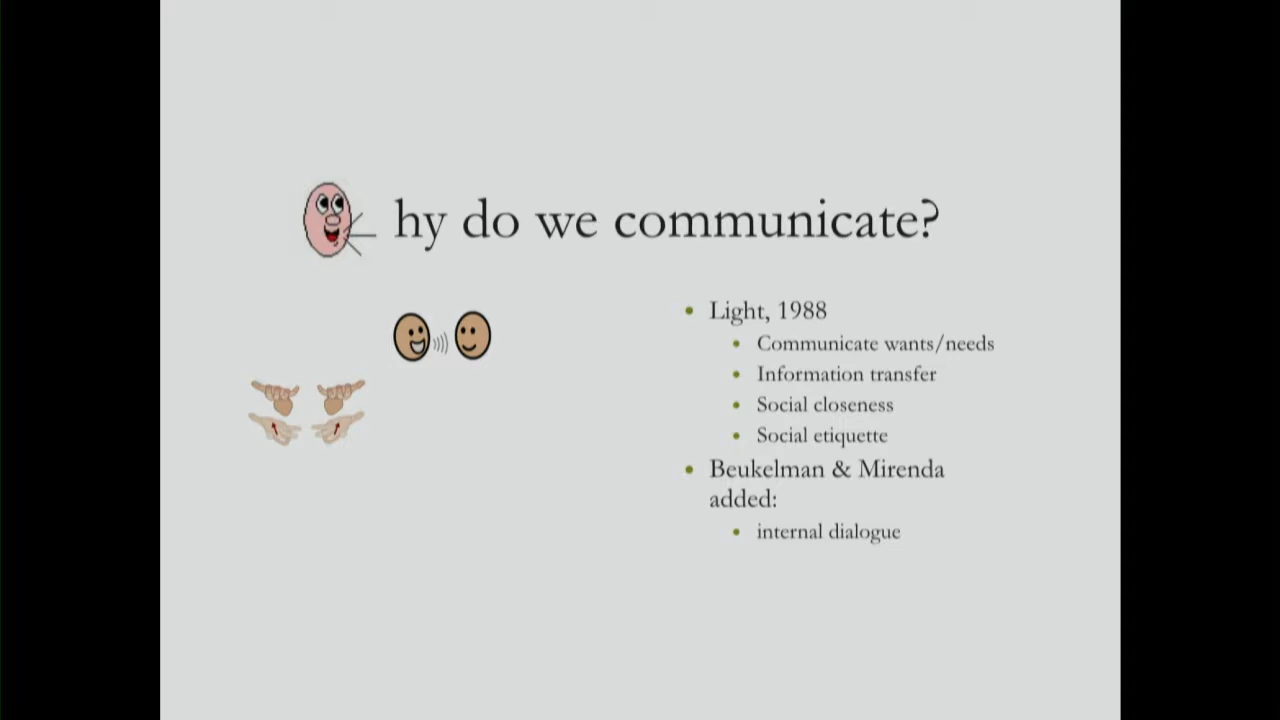 hy do we communicate?
• Light, 1988
• Communicate wants/needs
• Information transfer
• Social closeness
• Social etiquette
• Beukelman & Mirenda
added:
• internal dialogue